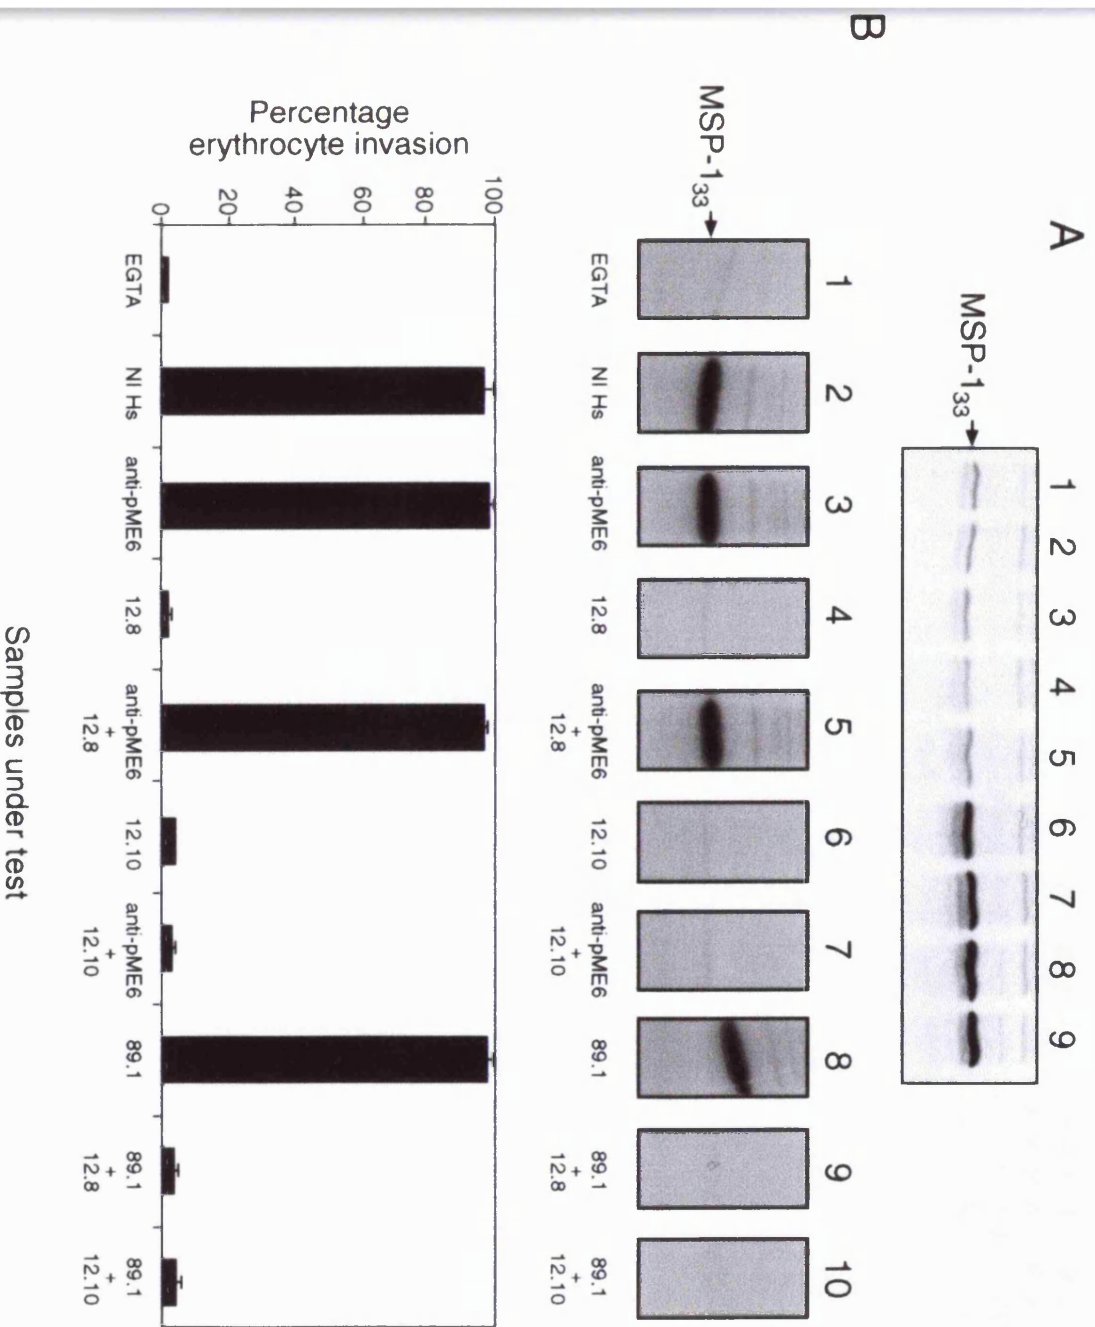 A
MSP-1₃₃
1 2 3 4 5 6 7 8 9
B
1 2 3 4 5 6 7 8 9 10
MSP-1₃₃
EGTA
NI Hs
anti-pME6
12.8
anti-pME6
+
12.8
12.10
anti-pME6
+
12.10
89.1
89.1
+
12.8
89.1
+
12.10
Percentage
erythrocyte invasion
100
80
60
40
20
0
EGTA
NI Hs
anti-pME6
12.8
anti-pME6
+
12.8
12.10
anti-pME6
+
12.10
89.1
89.1
+
12.8
89.1
+
12.10
Samples under test